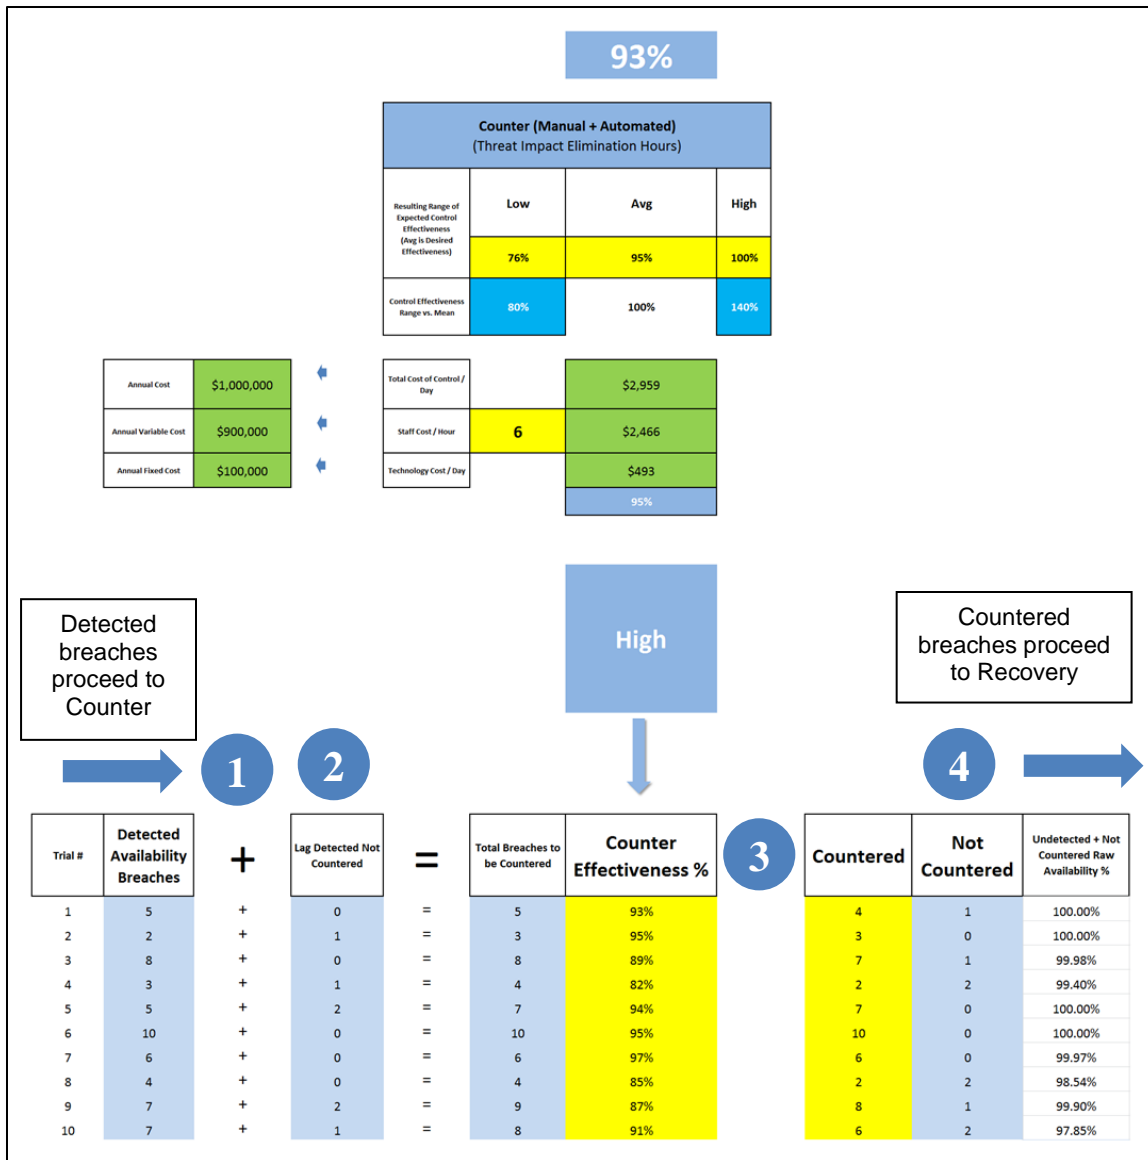 93%
Counter (Manual + Automated)
(Threat Impact Elimination Hours)
Resulting Range of
Expected Control
Effectiveness
(Avg is Desired
Effectiveness)
Low Avg High
76% 95% 100%
Control Effectiveness
Range vs. Mean
80% 100% 140%
Annual Cost $1,000,000
Annual Variable Cost $900,000
Annual Fixed Cost $100,000
Total Cost of Control /
Day
$2,959
Staff Cost / Hour 6 $2,466
Technology Cost / Day $493
95%
High
Detected
breaches
proceed to
Counter
Countered
breaches proceed
to Recovery
1
2
4
Trial #
Detected
Availability
Breaches
+
Lag Detected Not
Countered
=
Total Breaches to
be Countered
Counter
Effectiveness %
3
Countered
Not
Countered
Undetected + Not
Countered Raw
Availability %
1 5 + 0 = 5 93% 4 1 100.00%
2 2 + 1 = 3 95% 3 0 100.00%
3 8 + 0 = 8 89% 7 1 99.98%
4 3 + 1 = 4 82% 2 2 99.40%
5 5 + 2 = 7 94% 7 0 100.00%
6 10 + 0 = 10 95% 10 0 100.00%
7 6 + 0 = 6 97% 6 0 99.97%
8 4 + 0 = 4 85% 2 2 98.54%
9 7 + 2 = 9 87% 8 1 99.90%
10 7 + 1 = 8 91% 6 2 97.85%